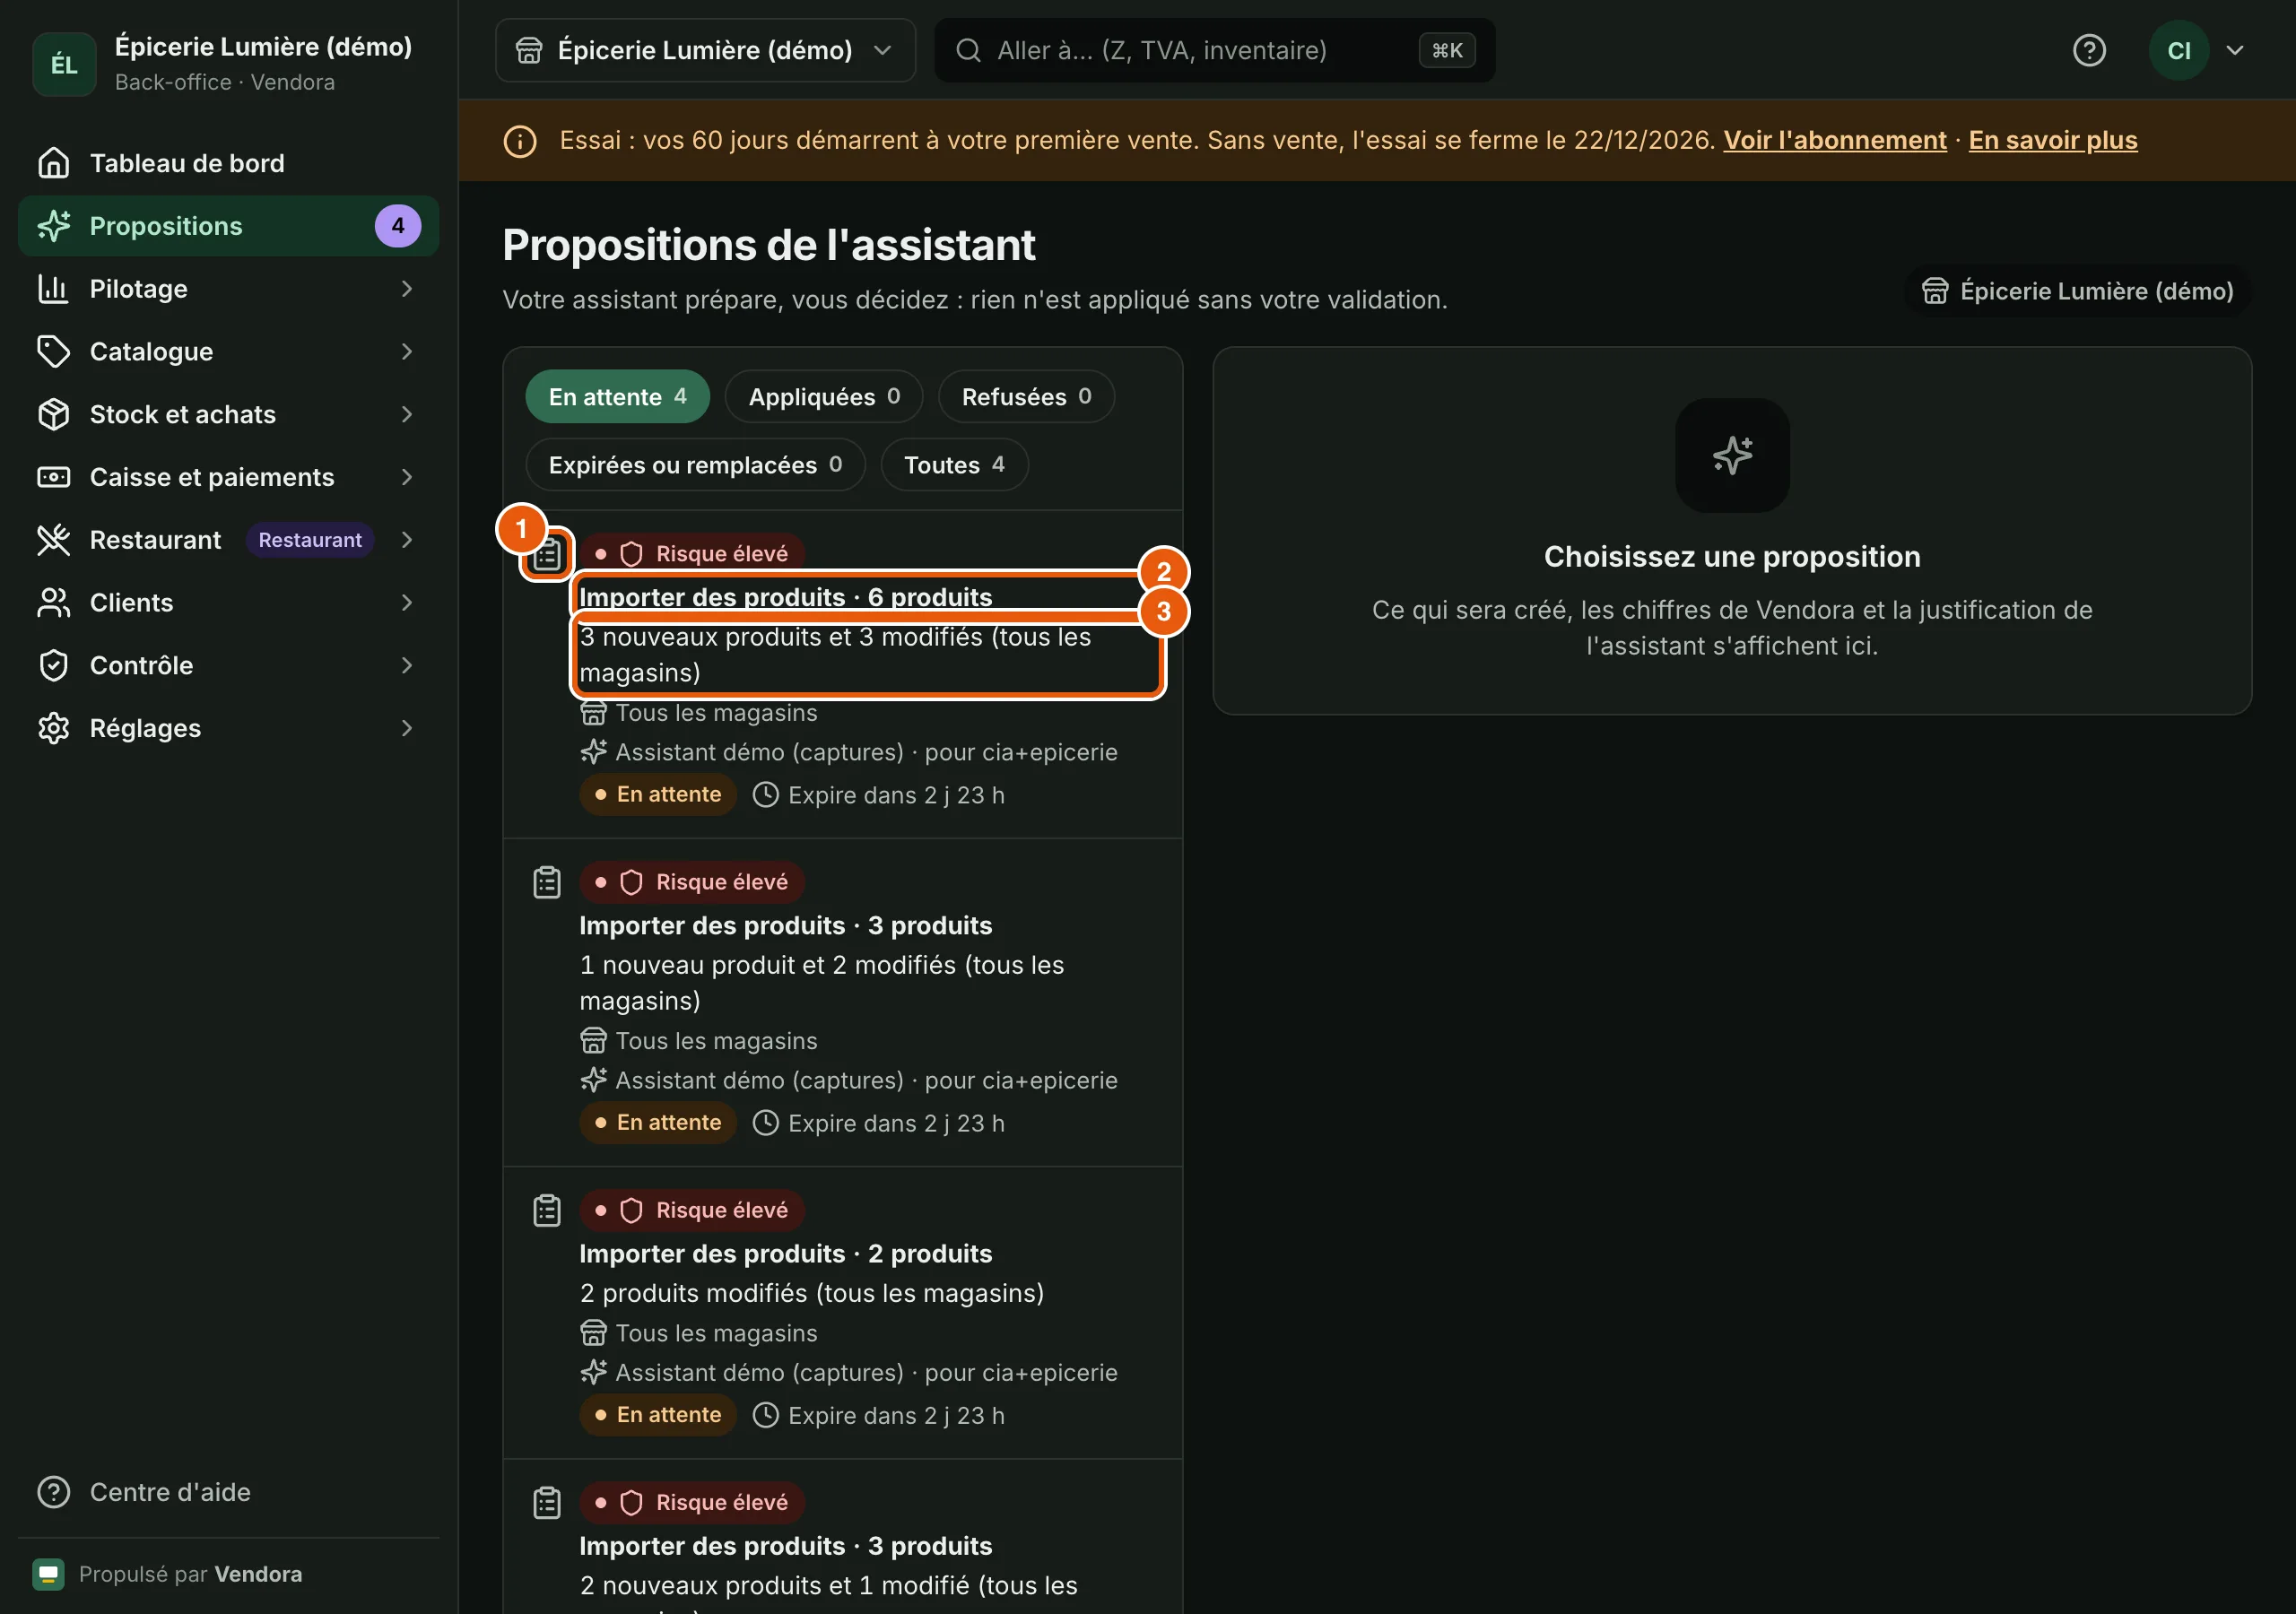 ÉL
Épicerie Lumière (démo)
Back-office · Vendora
Tableau de bord
Propositions 4
Pilotage
Catalogue
Stock et achats
Caisse et paiements
Restaurant Restaurant
Clients
Contrôle
Réglages
Centre d'aide
Propulsé par Vendora
Épicerie Lumière (démo)
Aller à... (Z, TVA, inventaire) ⌘K
CI
Essai : vos 60 jours démarrent à votre première vente. Sans vente, l'essai se ferme le 22/12/2026. Voir l'abonnement · En savoir plus
Propositions de l'assistant
Votre assistant prépare, vous décidez : rien n'est appliqué sans votre validation.
Épicerie Lumière (démo)
En attente 4 Appliquées 0 Refusées 0
Expirées ou remplacées 0 Toutes 4
1
Risque élevé
2
Importer des produits · 6 produits
3
3 nouveaux produits et 3 modifiés (tous les
magasins)
Tous les magasins
Assistant démo (captures) · pour cia+epicerie
En attente Expire dans 2 j 23 h
Risque élevé
Importer des produits · 3 produits
1 nouveau produit et 2 modifiés (tous les
magasins)
Tous les magasins
Assistant démo (captures) · pour cia+epicerie
En attente Expire dans 2 j 23 h
Risque élevé
Importer des produits · 2 produits
2 produits modifiés (tous les magasins)
Tous les magasins
Assistant démo (captures) · pour cia+epicerie
En attente Expire dans 2 j 23 h
Risque élevé
Importer des produits · 3 produits
2 nouveaux produits et 1 modifié (tous les
Choisissez une proposition
Ce qui sera créé, les chiffres de Vendora et la justification de
l'assistant s'affichent ici.